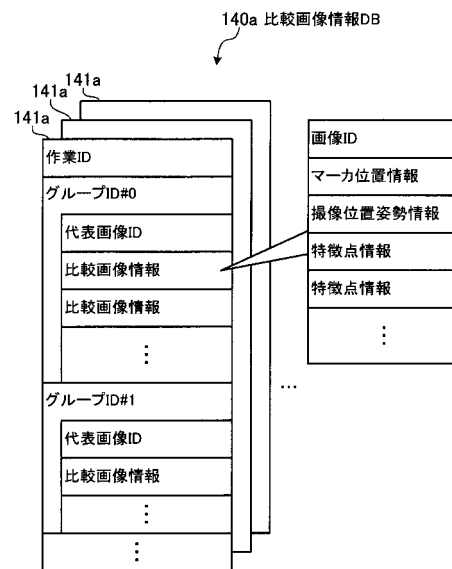 140a 比較画像情報DB
141a
141a
141a
作業ID
グループID#0
代表画像ID
比較画像情報
比較画像情報
⋮
グループID#1
代表画像ID
比較画像情報
⋮
⋮
…
画像ID
マーカ位置情報
撮像位置姿勢情報
特徴点情報
特徴点情報
⋮